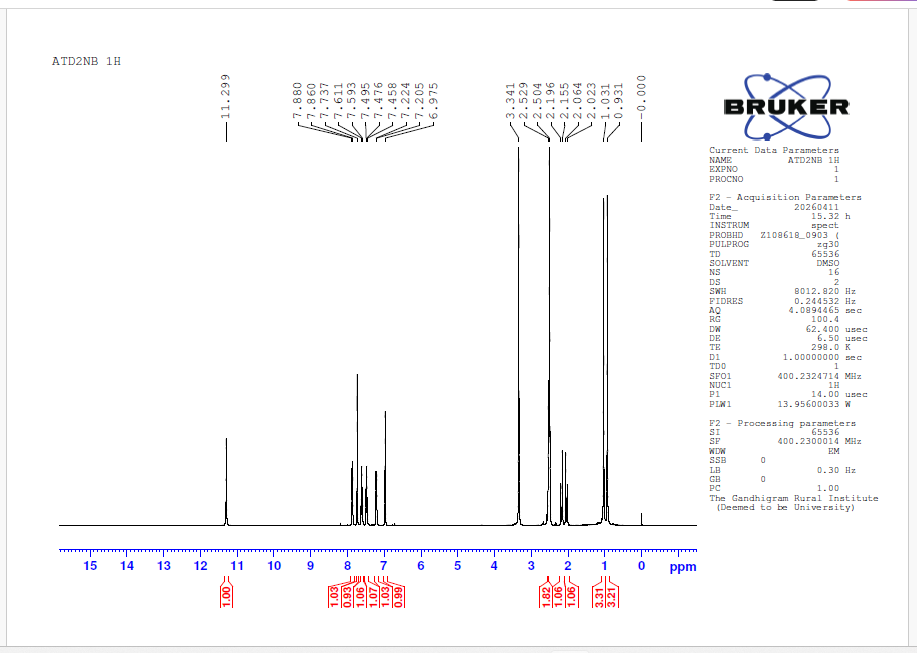 ATD2NB 1H
11.299
7.880
7.860
7.737
7.611
7.593
7.495
7.476
7.458
7.224
7.205
6.975
3.341
2.529
2.504
2.196
2.155
2.064
2.023
1.031
0.931
-0.000
BRUKER
Current Data Parameters
NAME ATD2NB 1H
EXPNO 1
PROCNO 1
F2 - Acquisition Parameters
Date_ 20260411
Time 15.32 h
INSTRUM spect
PROBHD Z108618_0903 (
PULPROG zg30
TD 65536
SOLVENT DMSO
NS 16
DS 2
SWH 8012.820 Hz
FIDRES 0.244532 Hz
AQ 4.0894465 sec
RG 100.4
DW 62.400 usec
DE 6.50 usec
TE 298.0 K
D1 1.00000000 sec
TD0 1
SFO1 400.2324714 MHz
NUC1 1H
P1 14.00 usec
PLW1 13.95600033 W
F2 - Processing parameters
SI 65536
SF 400.2300014 MHz
WDW EM
SSB 0
LB 0.30 Hz
GB 0
PC 1.00
The Gandhigram Rural Institute
(Deemed to be University)
15 14 13 12 11 10 9 8 7 6 5 4 3 2 1 0 ppm
1.00
1.03
0.93
1.06
1.07
1.03
0.99
1.82
1.06
1.06
3.31
3.21